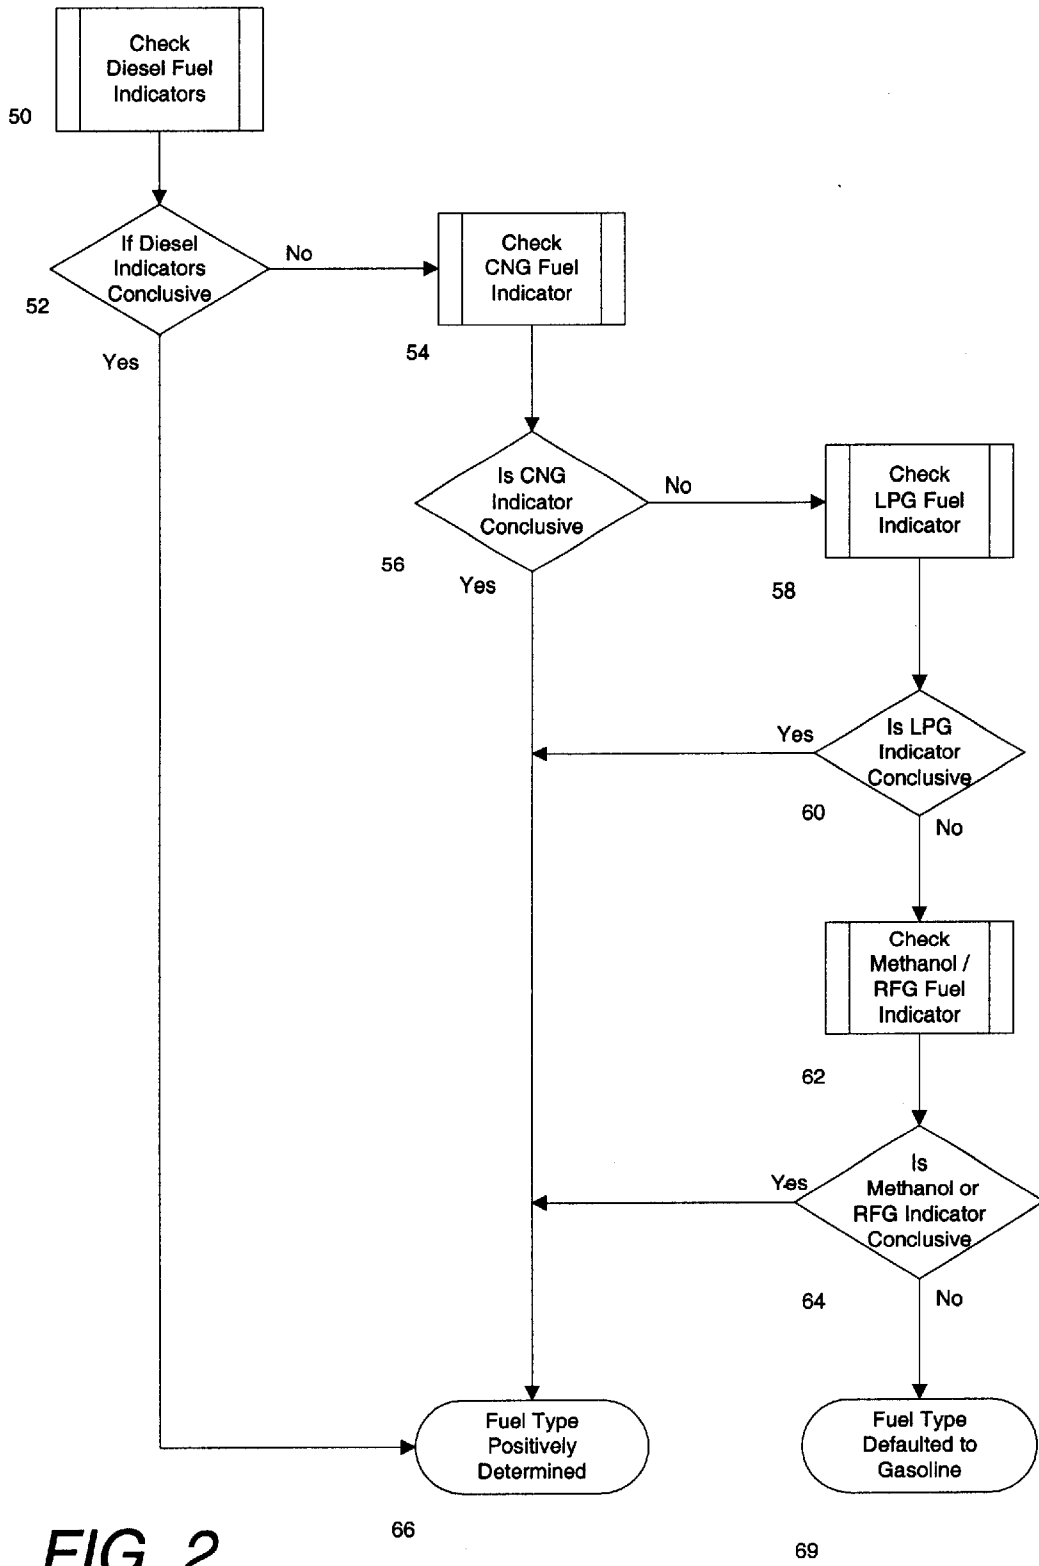 Check
Diesel Fuel
Indicators
50
If Diesel
Indicators
Conclusive
52
No
Yes
Check
CNG Fuel
Indicator
54
Is CNG
Indicator
Conclusive
56
No
Yes
Check
LPG Fuel
Indicator
58
Is LPG
Indicator
Conclusive
Yes
60
No
Check
Methanol /
RFG Fuel
Indicator
62
Is
Methanol or
RFG Indicator
Conclusive
Yes
64
No
Fuel Type
Positively
Determined
66
Fuel Type
Defaulted to
Gasoline
69
FIG. 2